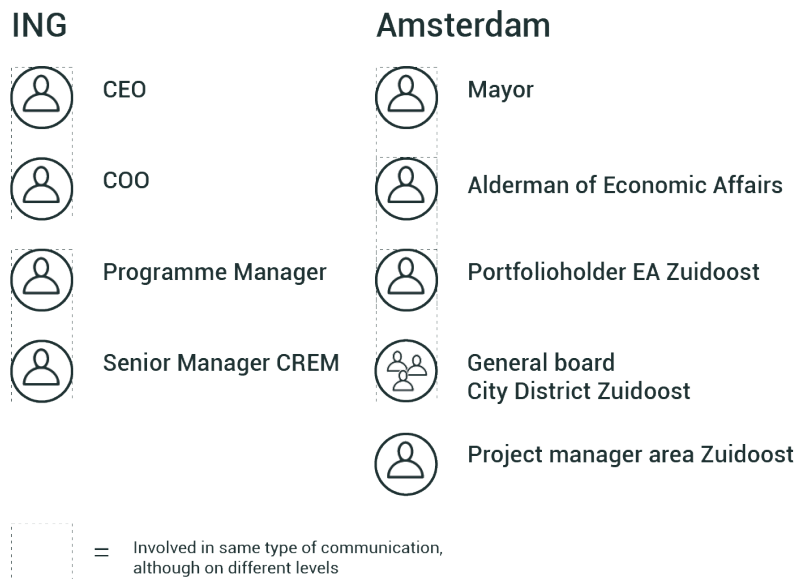 ING
CEO
COO
Programme Manager
Senior Manager CREM
Amsterdam
Mayor
Alderman of Economic Affairs
Portfolioholder EA Zuidoost
General board
City District Zuidoost
Project manager area Zuidoost
= Involved in same type of communication,
although on different levels